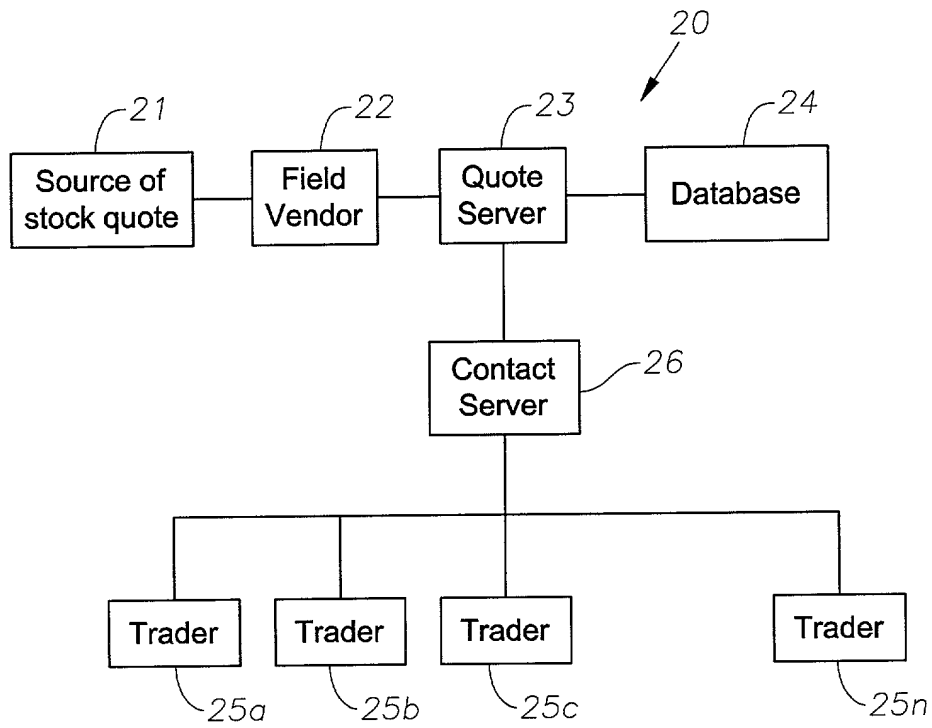 20
21
22
23
24
Source of
stock quote
Field
Vendor
Quote
Server
Database
Contact
Server
26
Trader
Trader
Trader
Trader
25a
25b
25c
25n